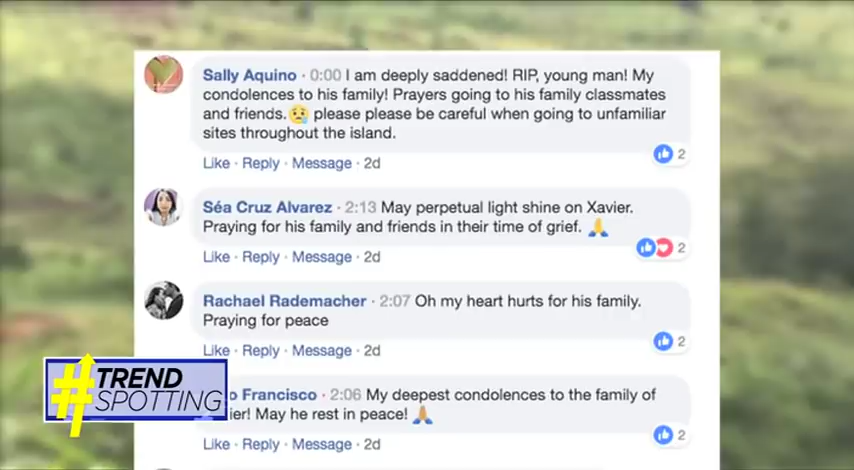 Sally Aquino · 0:00 I am deeply saddened! RIP, young man! My
condolences to his family! Prayers going to his family classmates
and friends.😢 please please be careful when going to unfamiliar
sites throughout the island.
2
Like · Reply · Message · 2d
Séa Cruz Alvarez · 2:13 May perpetual light shine on Xavier.
Praying for his family and friends in their time of grief. 🙏
2
Like · Reply · Message · 2d
Rachael Rademacher · 2:07 Oh my heart hurts for his family.
Praying for peace
2
Like · Reply · Message · 2d
Francisco · 2:06 My deepest condolences to the family of
May he rest in peace! 🙏🏽
2
Like · Reply · Message · 2d
#TREND
SPOTTING